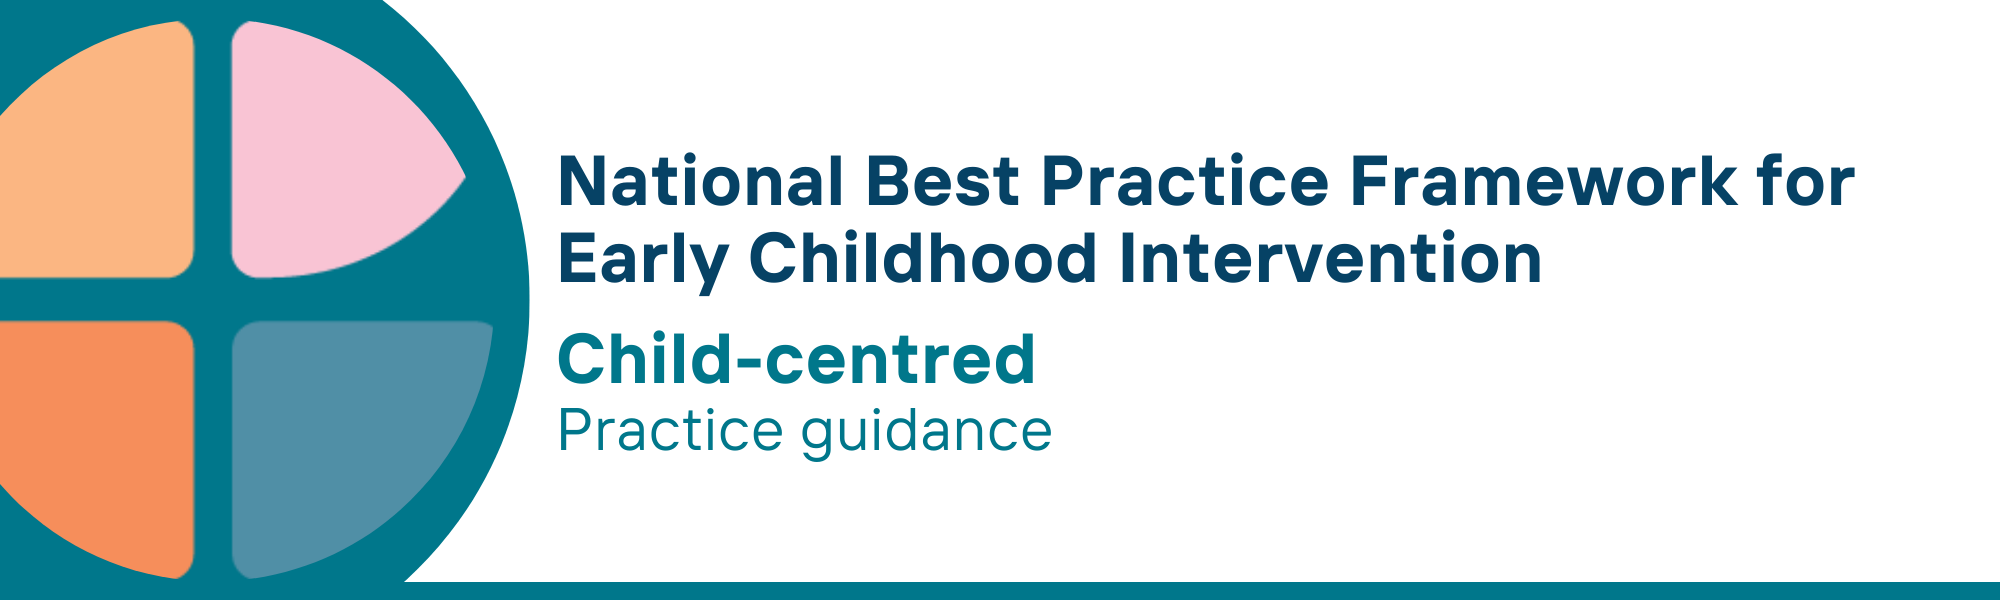 National Best Practice Framework for
Early Childhood Intervention
Child-centred
Practice guidance